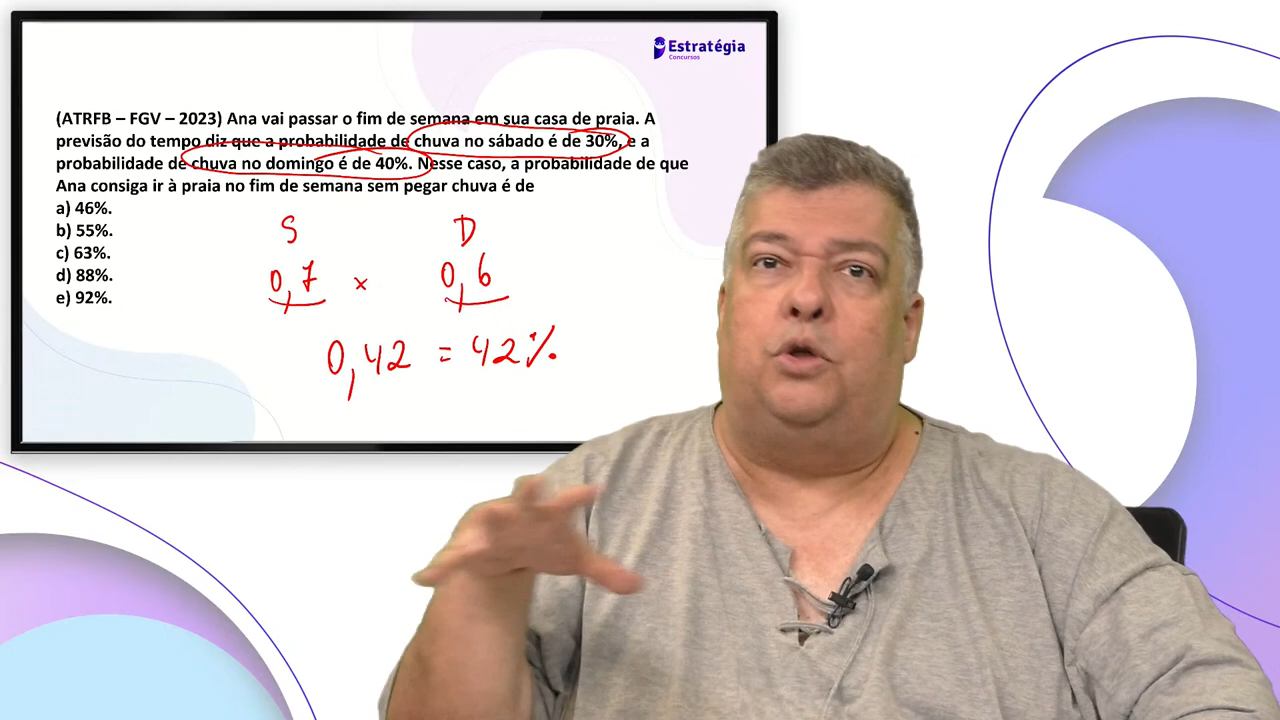 Estratégia
Concursos
(ATRFB – FGV – 2023) Ana vai passar o fim de semana em sua casa de praia. A
previsão do tempo diz que a probabilidade de chuva no sábado é de 30%, e a
probabilidade de chuva no domingo é de 40%. Nesse caso, a probabilidade de que
Ana consiga ir à praia no fim de semana sem pegar chuva é de
a) 46%.
b) 55%.
c) 63%.
d) 88%.
e) 92%.
S D
0,7 x 0,6
0,42 = 42%